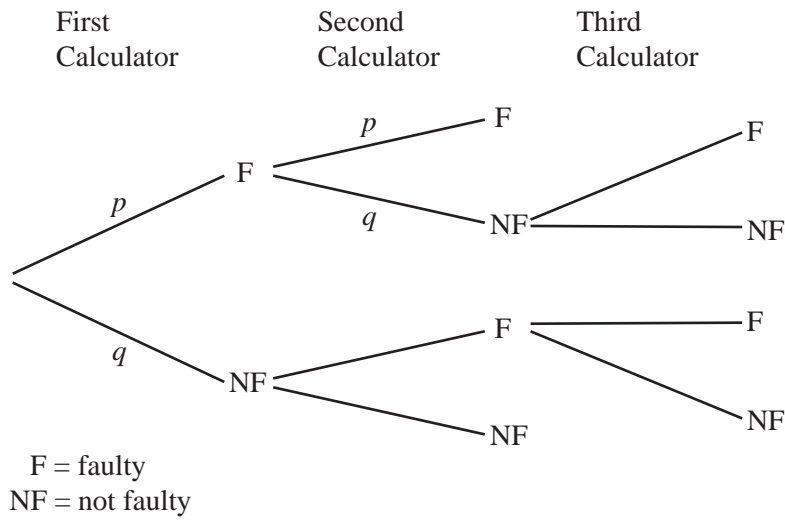 First
Calculator
Second
Calculator
Third
Calculator
p
F
NF
F
q
p
F
q
NF
F
NF
NF
F
NF
F = faulty
NF = not faulty